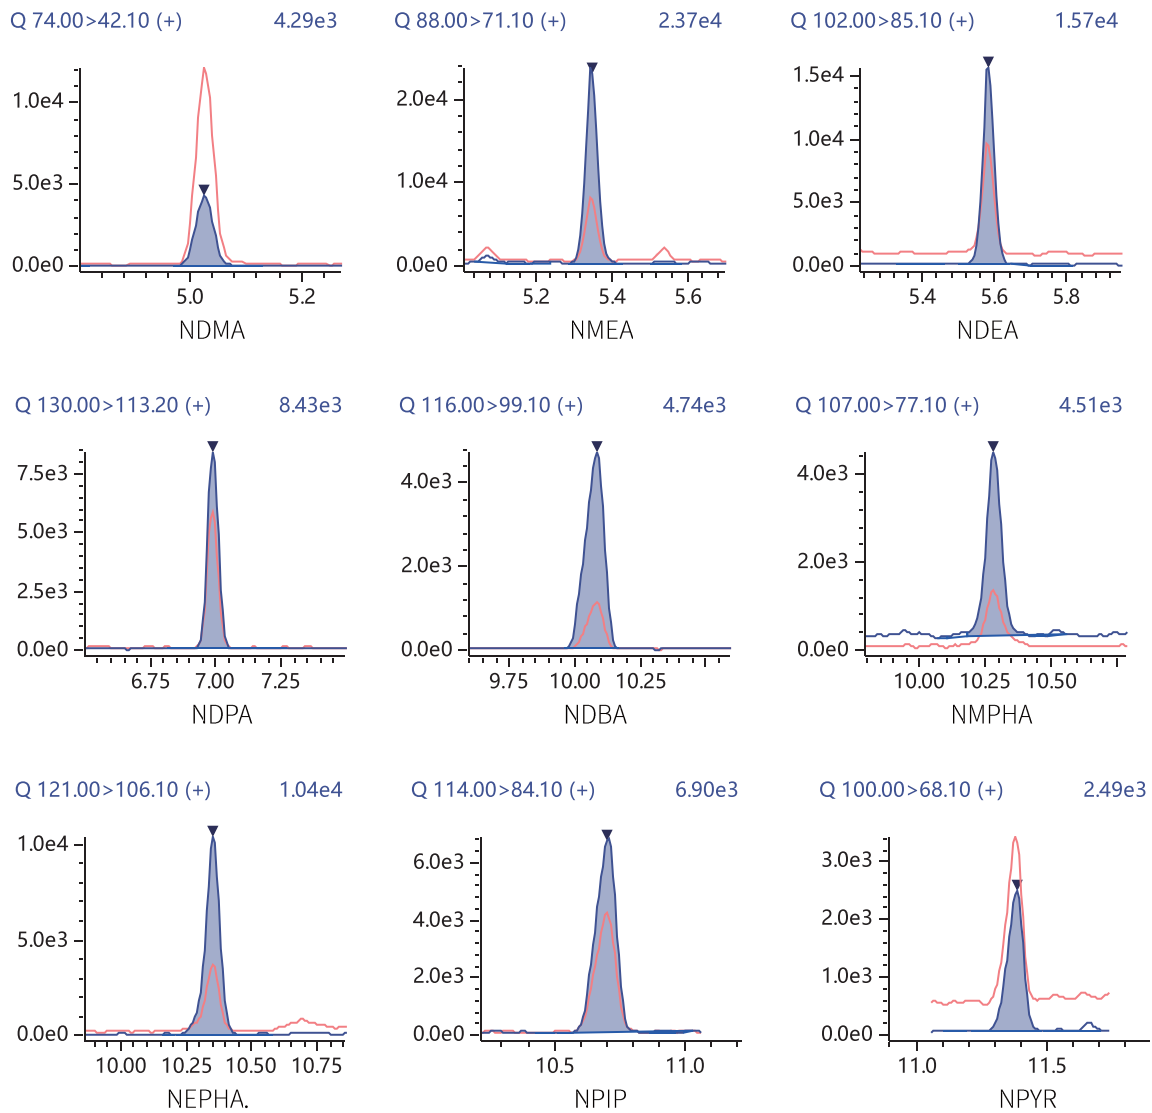 Q 74.00>42.10 (+) 4.29e3
Q 88.00>71.10 (+) 2.37e4
Q 102.00>85.10 (+) 1.57e4
1.0e4
5.0e3
0.0e0
5.0 5.2
NDMA
2.0e4
1.0e4
0.0e0
5.2 5.4 5.6
NMEA
1.5e4
1.0e4
5.0e3
0.0e0
5.4 5.6 5.8
NDEA
Q 130.00>113.20 (+) 8.43e3
Q 116.00>99.10 (+) 4.74e3
Q 107.00>77.10 (+) 4.51e3
7.5e3
5.0e3
2.5e3
0.0e0
6.75 7.00 7.25
NDPA
4.0e3
2.0e3
0.0e0
9.75 10.00 10.25
NDBA
4.0e3
2.0e3
0.0e0
10.00 10.25 10.50
NMPHA
Q 121.00>106.10 (+) 1.04e4
Q 114.00>84.10 (+) 6.90e3
Q 100.00>68.10 (+) 2.49e3
1.0e4
5.0e3
0.0e0
10.00 10.25 10.50 10.75
NEPHA.
6.0e3
4.0e3
2.0e3
0.0e0
10.5 11.0
NPIP
3.0e3
2.0e3
1.0e3
0.0e0
11.0 11.5
NPYR